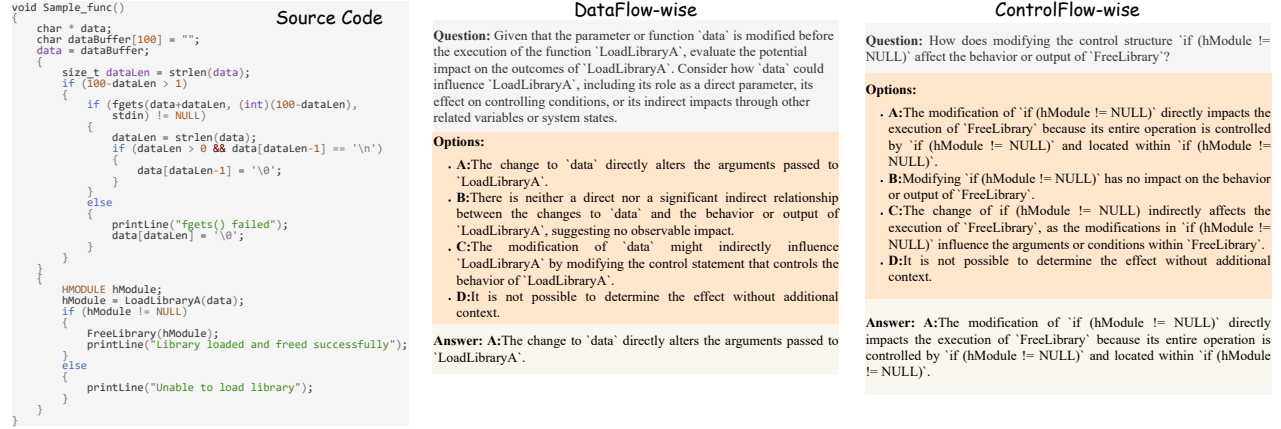 void Sample_func()
Source Code
{
char * data;
char dataBuffer[100] = "";
data = dataBuffer;
{
size_t dataLen = strlen(data);
if (100-dataLen > 1)
{
if (fgets(data+dataLen, (int)(100-dataLen),
stdin) != NULL)
{
dataLen = strlen(data);
if (dataLen > 0 && data[dataLen-1] == '\n')
{
data[dataLen-1] = '\0';
}
}
else
{
printLine("fgets() failed");
data[dataLen] = '\0';
}
}
}
{
HMODULE hModule;
hModule = LoadLibraryA(data);
if (hModule != NULL)
{
FreeLibrary(hModule);
printLine("Library loaded and freed successfully");
}
else
{
printLine("Unable to load library");
}
}
}
DataFlow-wise
Question: Given that the parameter or function `data` is modified before
the execution of the function `LoadLibraryA`, evaluate the potential
impact on the outcomes of `LoadLibraryA`. Consider how `data` could
influence `LoadLibraryA`, including its role as a direct parameter, its
effect on controlling conditions, or its indirect impacts through other
related variables or system states.
Options:
• A:The change to `data` directly alters the arguments passed to
`LoadLibraryA`.
• B:There is neither a direct nor a significant indirect relationship
between the changes to `data` and the behavior or output of
`LoadLibraryA`, suggesting no observable impact.
• C:The modification of `data` might indirectly influence
`LoadLibraryA` by modifying the control statement that controls the
behavior of `LoadLibraryA`.
• D:It is not possible to determine the effect without additional
context.
Answer: A:The change to `data` directly alters the arguments passed to
`LoadLibraryA`.
ControlFlow-wise
Question: How does modifying the control structure `if (hModule !=
NULL)` affect the behavior or output of `FreeLibrary`?
Options:
• A:The modification of `if (hModule != NULL)` directly impacts the
execution of `FreeLibrary` because its entire operation is controlled
by `if (hModule != NULL)` and located within `if (hModule !=
NULL)`.
• B:Modifying `if (hModule != NULL)` has no impact on the behavior
or output of `FreeLibrary`.
• C:The change of if (hModule != NULL) indirectly affects the
execution of `FreeLibrary`, as the modifications in `if (hModule !=
NULL)` influence the arguments or conditions within `FreeLibrary`.
• D:It is not possible to determine the effect without additional
context.
Answer: A:The modification of `if (hModule != NULL)` directly
impacts the execution of `FreeLibrary` because its entire operation is
controlled by `if (hModule != NULL)` and located within `if (hModule
!= NULL)`.